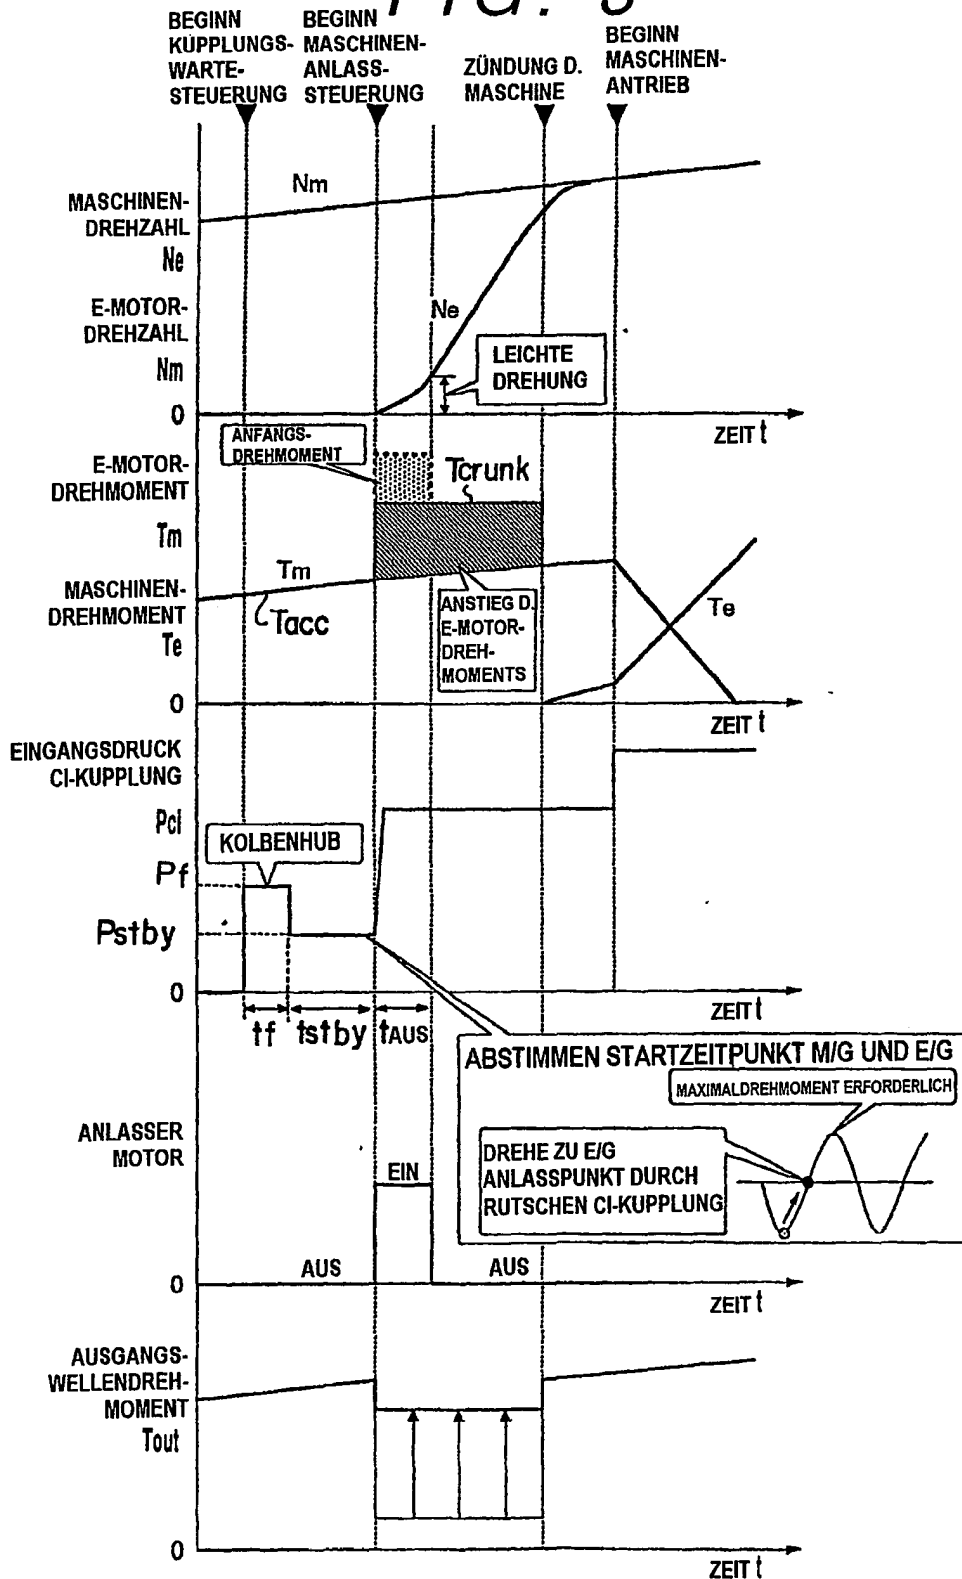 FIG. 8
BEGINN
KUPPLUNGS-
WARTE-
STEUERUNG
BEGINN
MASCHINEN-
ANLASS-
STEUERUNG
ZÜNDUNG D.
MASCHINE
BEGINN
MASCHINEN-
ANTRIEB
Nm
MASCHINEN-
DREHZAHL
Ne
E-MOTOR-
DREHZAHL
Nm
0
Ne
LEICHTE
DREHUNG
ZEIT t
ANFANGS-
DREHMOMENT
E-MOTOR-
DREHMOMENT
Tm
Tcrunk
Tm
MASCHINEN-
DREHMOMENT
Te
Tacc
ANSTIEG D.
E-MOTOR-
DREH-
MOMENTS
Te
0
ZEIT t
EINGANGSDRUCK
CI-KUPPLUNG
Pcl
KOLBENHUB
Pf
Pstby
0
ZEIT t
tf
tstby
tAUS
ABSTIMMEN STARTZEITPUNKT M/G UND E/G
MAXIMALDREHMOMENT ERFORDERLICH
DREHE ZU E/G
ANLASSPUNKT DURCH
RUTSCHEN CI-KUPPLUNG
ANLASSER
MOTOR
EIN
AUS
AUS
0
ZEIT t
AUSGANGS-
WELLENDREH-
MOMENT
Tout
0
ZEIT t